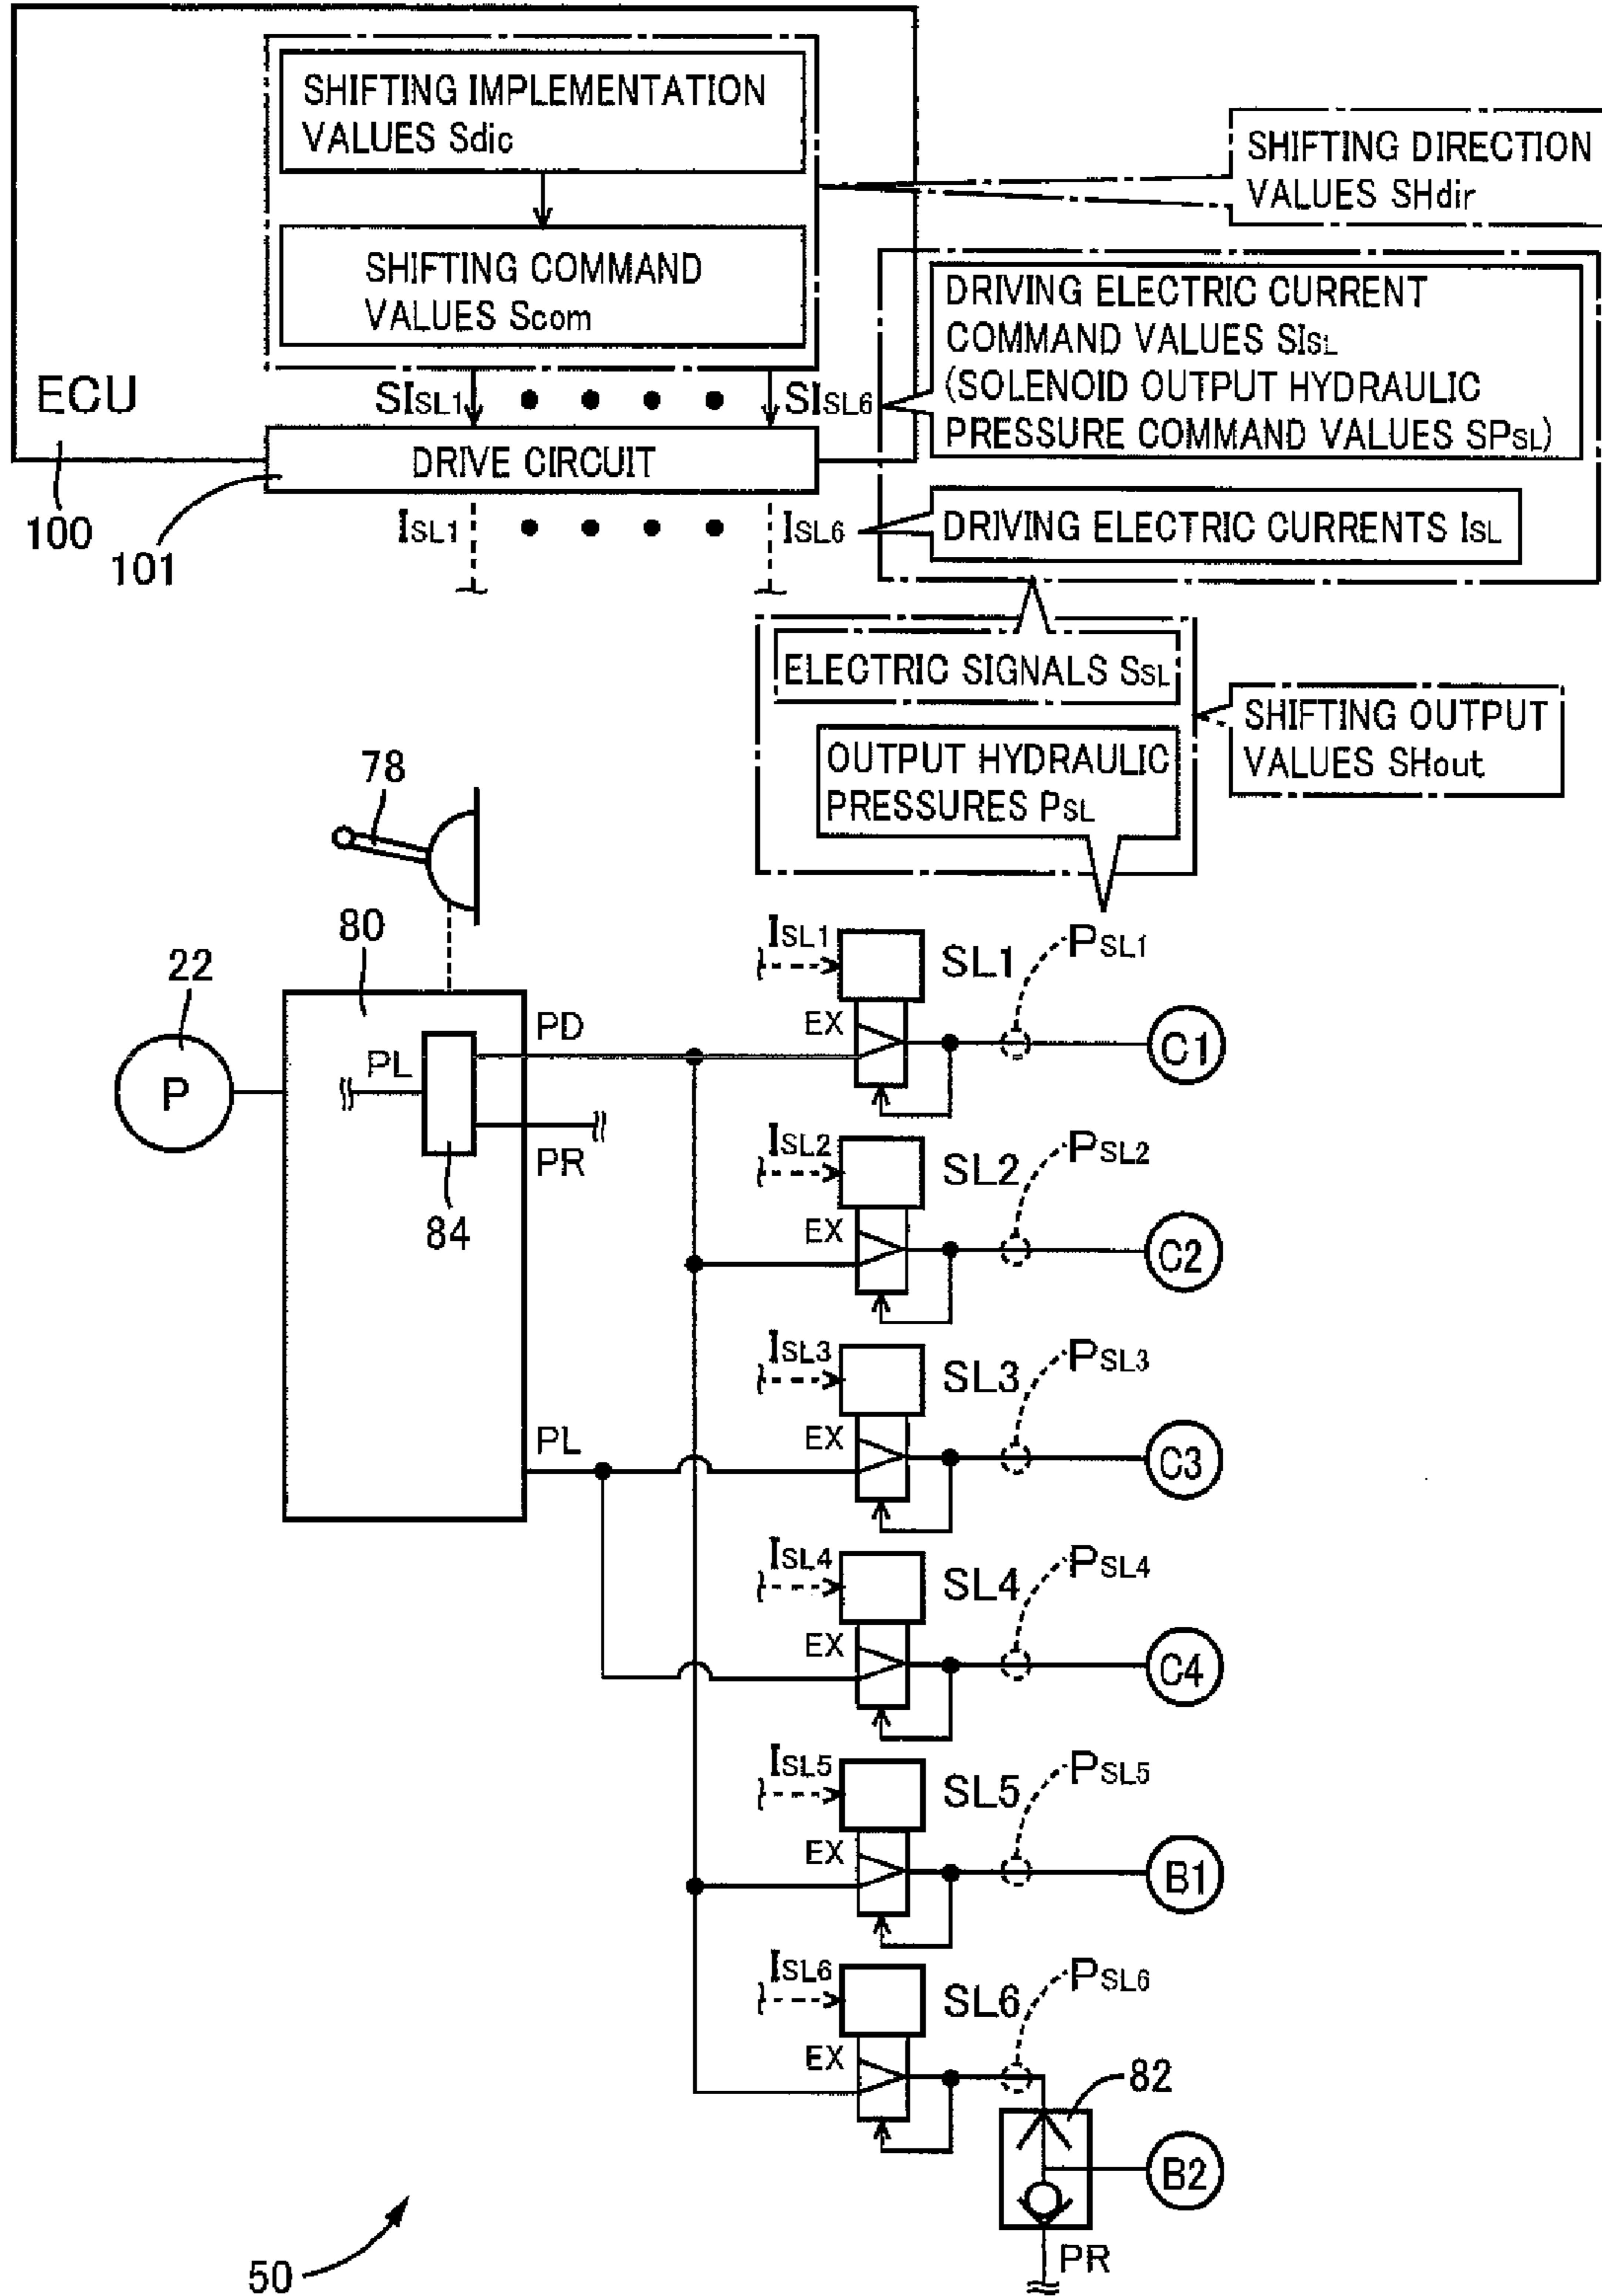 SHIFTING IMPLEMENTATION
VALUES Sdic
SHIFTING DIRECTION
VALUES SHdir
SHIFTING COMMAND
VALUES Scom
DRIVING ELECTRIC CURRENT
COMMAND VALUES SISL
(SOLENOID OUTPUT HYDRAULIC
PRESSURE COMMAND VALUES SPSL)
ECU
SISL1
SISL6
DRIVE CIRCUIT
100
101
ISL1
ISL6
DRIVING ELECTRIC CURRENTS ISL
ELECTRIC SIGNALS SSL
SHIFTING OUTPUT
VALUES SHout
OUTPUT HYDRAULIC
PRESSURES PSL
78
80
22
P
PL
PD
PR
84
PL
ISL1
SL1
PSL1
EX
C1
ISL2
SL2
PSL2
EX
C2
ISL3
SL3
PSL3
EX
C3
ISL4
SL4
PSL4
EX
C4
ISL5
SL5
PSL5
EX
B1
ISL6
SL6
PSL6
EX
82
B2
PR
50